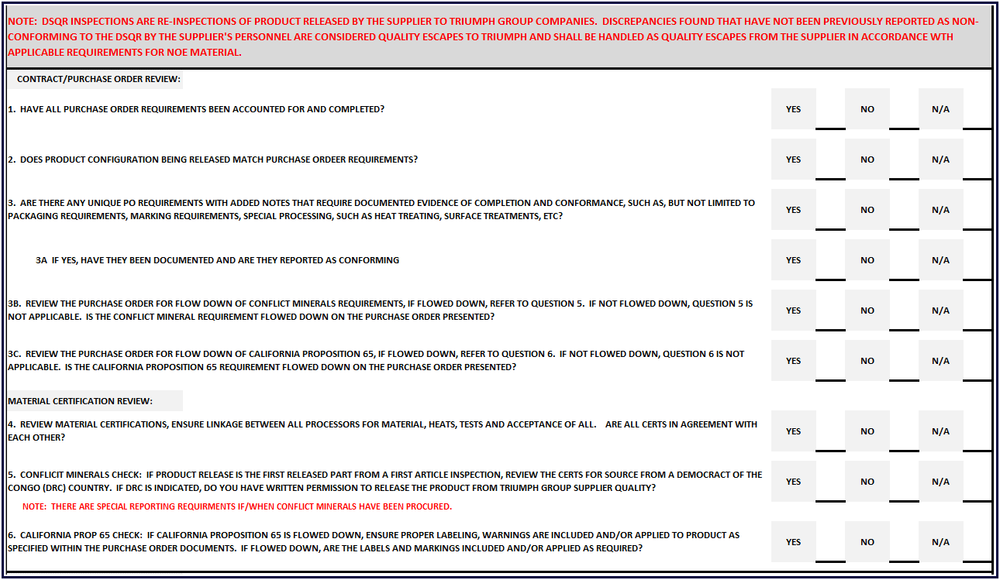 NOTE:  DSQR INSPECTIONS ARE RE-INSPECTIONS OF PRODUCT RELEASED BY THE SUPPLIER TO TRIUMPH GROUP COMPANIES.  DISCREPANCIES FOUND THAT HAVE NOT BEEN PREVIOUSLY REPORTED AS NON-
CONFORMING TO THE DSQR BY THE SUPPLIER'S PERSONNEL ARE CONSIDERED QUALITY ESCAPES TO TRIUMPH AND SHALL BE HANDLED AS QUALITY ESCAPES FROM THE SUPPLIER IN ACCORDANCE WTH
APPLICABLE REQUIREMENTS FOR NOE MATERIAL.
CONTRACT/PURCHASE ORDER REVIEW:
1.  HAVE ALL PURCHASE ORDER REQUIREMENTS BEEN ACCOUNTED FOR AND COMPLETED? YES NO N/A
2.  DOES PRODUCT CONFIGURATION BEING RELEASED MATCH PURCHASE ORDEER REQUIREMENTS? YES NO N/A
3.  ARE THERE ANY UNIQUE PO REQUIREMENTS WITH ADDED NOTES THAT REQUIRE DOCUMENTED EVIDENCE OF COMPLETION AND CONFORMANCE, SUCH AS, BUT NOT LIMITED TO
PACKAGING REQUIREMENTS, MARKING REQUIREMENTS, SPECIAL PROCESSING, SUCH AS HEAT TREATING, SURFACE TREATMENTS, ETC? YES NO N/A
3A  IF YES, HAVE THEY BEEN DOCUMENTED AND ARE THEY REPORTED AS CONFORMING YES NO N/A
3B.  REVIEW THE PURCHASE ORDER FOR FLOW DOWN OF CONFLICT MINERALS REQUIREMENTS, IF FLOWED DOWN, REFER TO QUESTION 5.  IF NOT FLOWED DOWN, QUESTION 5 IS
NOT APPLICABLE.  IS THE CONFLICT MINERAL REQUIREMENT FLOWED DOWN ON THE PURCHASE ORDER PRESENTED? YES NO N/A
3C.  REVIEW THE PURCHASE ORDER FOR FLOW DOWN OF CALIFORNIA PROPOSITION 65, IF FLOWED DOWN, REFER TO QUESTION 6.  IF NOT FLOWED DOWN, QUESTION 6 IS NOT
APPLICABLE.  IS THE CALIFORNIA PROPOSITION 65 REQUIREMENT FLOWED DOWN ON THE PURCHASE ORDER PRESENTED? YES NO N/A
MATERIAL CERTIFICATION REVIEW:
4.  REVIEW MATERIAL CERTIFICATIONS, ENSURE LINKAGE BETWEEN ALL PROCESSORS FOR MATERIAL, HEATS, TESTS AND ACCEPTANCE OF ALL.    ARE ALL CERTS IN AGREEMENT WITH
EACH OTHER? YES NO N/A
5.  CONFLICIT MINERALS CHECK:  IF PRODUCT RELEASE IS THE FIRST RELEASED PART FROM A FIRST ARTICLE INSPECTION, REVIEW THE CERTS FOR SOURCE FROM A DEMOCRACT OF THE
CONGO (DRC) COUNTRY.  IF DRC IS INDICATED, DO YOU HAVE WRITTEN PERMISSION TO RELEASE THE PRODUCT FROM TRIUMPH GROUP SUPPLIER QUALITY? YES NO N/A
NOTE:  THERE ARE SPECIAL REPORTING REQUIRMENTS IF/WHEN CONFLICT MINERALS HAVE BEEN PROCURED.
6.  CALIFORNIA PROP 65 CHECK:  IF CALIFORNIA PROPOSITION 65 IS FLOWED DOWN, ENSURE PROPER LABELING, WARNINGS ARE INCLUDED AND/OR APPLIED TO PRODUCT AS
SPECIFIED WITHIN THE PURCHASE ORDER DOCUMENTS.  IF FLOWED DOWN, ARE THE LABELS AND MARKINGS INCLUDED AND/OR APPLIED AS REQUIRED? YES NO N/A